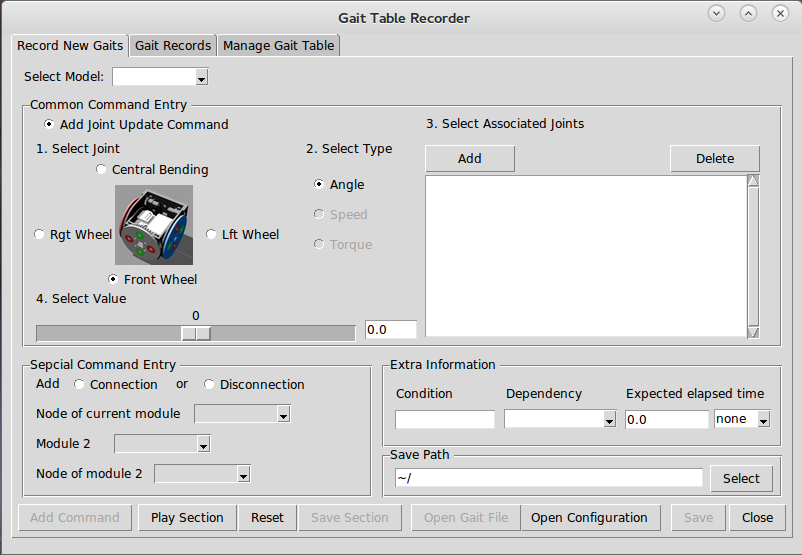 Gait Table Recorder
Record New Gaits Gait Records Manage Gait Table
Select Model:
Common Command Entry
Add Joint Update Command
3. Select Associated Joints
1. Select Joint
2. Select Type
Add
Delete
Central Bending
Angle
Speed
Torque
Rgt Wheel
Lft Wheel
Front Wheel
4. Select Value
0
0.0
Sepcial Command Entry
Add Connection or Disconnection
Node of current module
Module 2
Node of module 2
Extra Information
Condition Dependency Expected elapsed time
0.0 none
Save Path
~/
Select
Add Command Play Section Reset Save Section Open Gait File Open Configuration Save Close